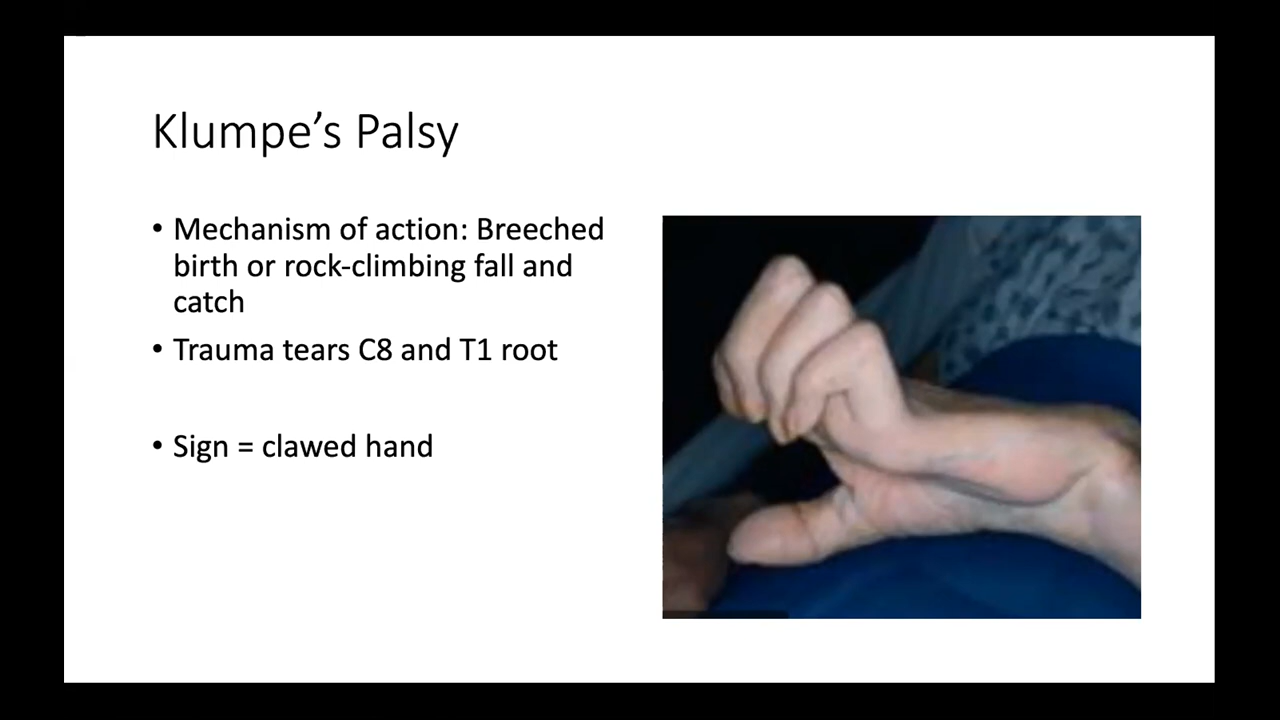 Klumpe’s Palsy
• Mechanism of action: Breeched
birth or rock-climbing fall and
catch
• Trauma tears C8 and T1 root
• Sign = clawed hand